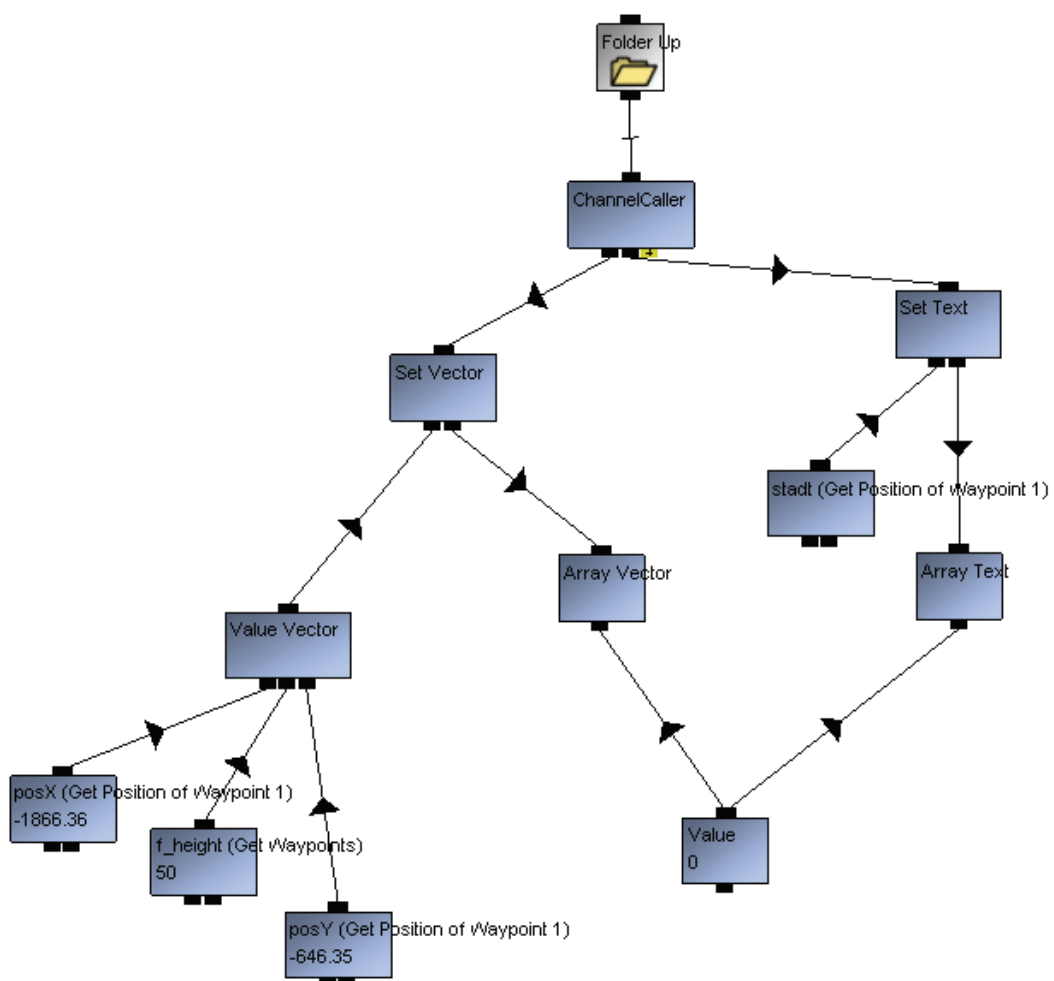 Folder Up
ChannelCaller
+
Set Text
Set Vector
stadt (Get Position of Waypoint 1)
Array Vector
Array Text
Value Vector
posX (Get Position of Waypoint 1)
-1866.36
f_height (Get Waypoints)
50
Value
0
posY (Get Position of Waypoint 1)
-646.35